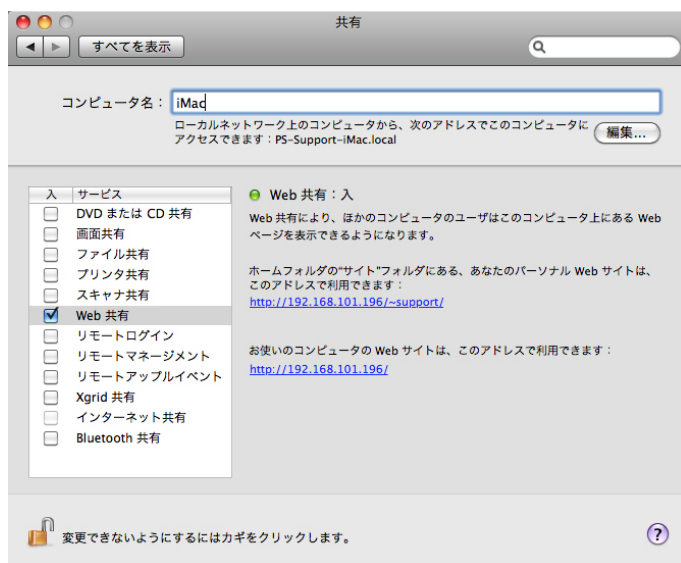 共有
すべてを表示
コンピュータ名：iMac
ローカルネットワーク上のコンピュータから、次のアドレスでこのコンピュータに
アクセスできます：PS-Support-iMac.local
編集...
入 サービス
DVD または CD 共有
画面共有
ファイル共有
プリンタ共有
スキャナ共有
Web 共有
リモートログイン
リモートマネージメント
リモートアップルイベント
Xgrid 共有
インターネット共有
Bluetooth 共有
Web 共有：入
Web 共有により、ほかのコンピュータのユーザはこのコンピュータ上にある Web
ページを表示できるようになります。
ホームフォルダの“サイト”フォルダにある、あなたのパーソナル Web サイトは、
このアドレスで利用できます：
http://192.168.101.196/~support/
お使いのコンピュータの Web サイトは、このアドレスで利用できます：
http://192.168.101.196/
変更できないようにするにはカギをクリックします。
?